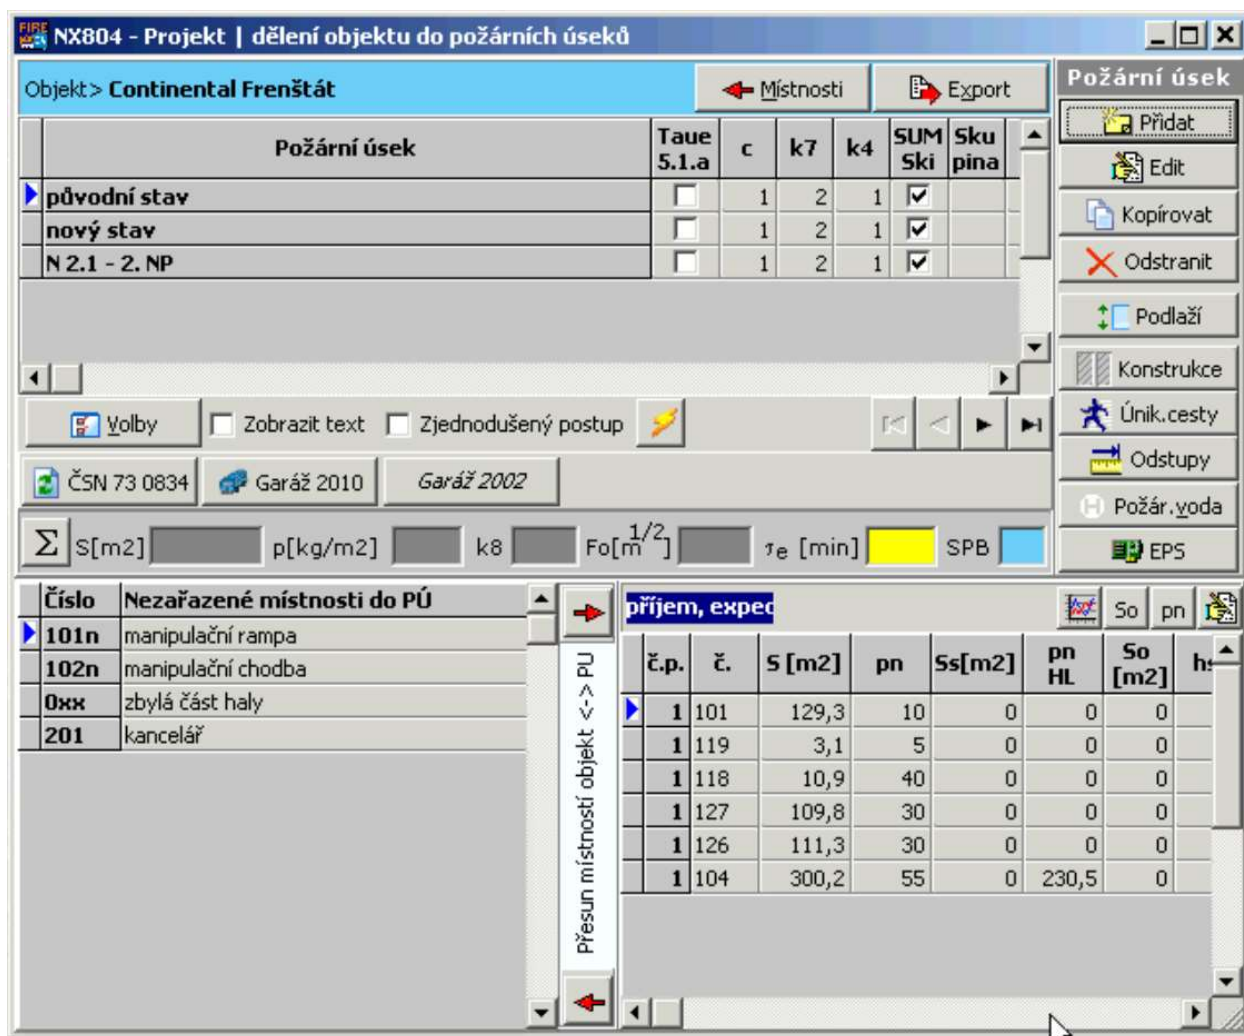 FIRE NX804 - Projekt | dělení objektu do požárních úseků
Objekt> Continental Frenštát Místnosti Export
Požární úsek Taue 5.1.a c k7 k4 SUM Ski Sku pina
původní stav 1 2 1
nový stav 1 2 1
N 2.1 - 2. NP 1 2 1
Volby Zobrazit text Zjednodušený postup
ČSN 73 0834 Garáž 2010 Garáž 2002
Σ S[m2] p[kg/m2] k8 Fo[m1/2] τe [min] SPB
Požární úsek
Přidat
Edit
Kopírovat
Odstranit
Podlaží
Konstrukce
Únik.cesty
Odstupy
H Požár.voda
EPS
Číslo Nezařazené místnosti do PÚ
101n manipulační rampa
102n manipulační chodba
0xx zbylá část haly
201 kancelář
Přesun místností objekt <-> PU
příjem, expec So pn
č.p. č. S [m2] pn Ss[m2] pn HL So [m2]
1 101 129,3 10 0 0 0
1 119 3,1 5 0 0 0
1 118 10,9 40 0 0 0
1 127 109,8 30 0 0 0
1 126 111,3 30 0 0 0
1 104 300,2 55 0 230,5 0